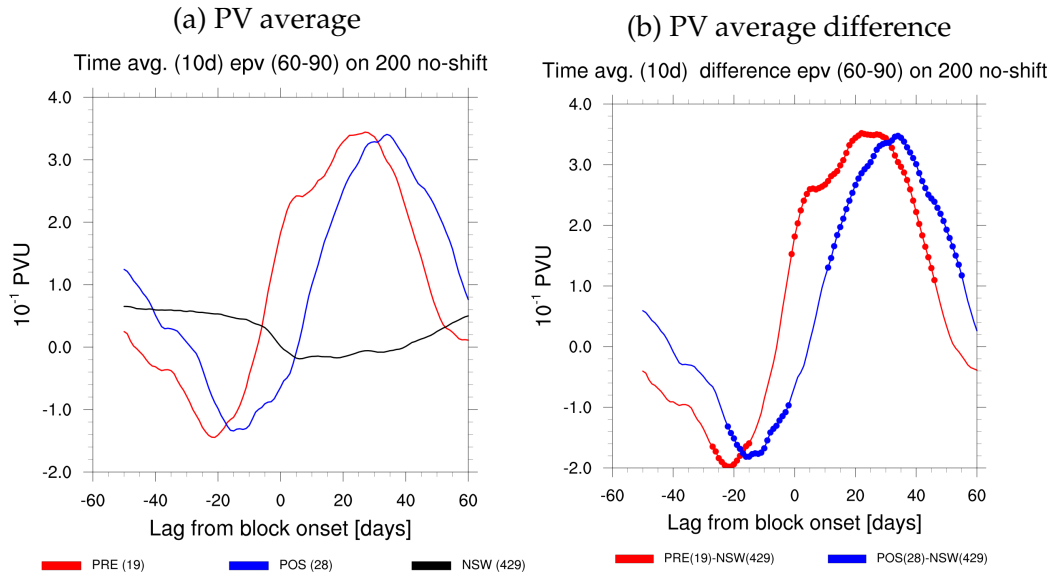 (a) PV average
Time avg. (10d) epv (60-90) on 200 no-shift
4.0
3.0
2.0
1.0
0.0
-1.0
-2.0
10⁻¹ PVU
-60 -40 -20 0 20 40 60
Lag from block onset [days]
PRE (19) POS (28) NSW (429)
(b) PV average difference
Time avg. (10d) difference epv (60-90) on 200 no-shift
4.0
3.0
2.0
1.0
0.0
-1.0
-2.0
10⁻¹ PVU
-60 -40 -20 0 20 40 60
Lag from block onset [days]
PRE(19)-NSW(429) POS(28)-NSW(429)